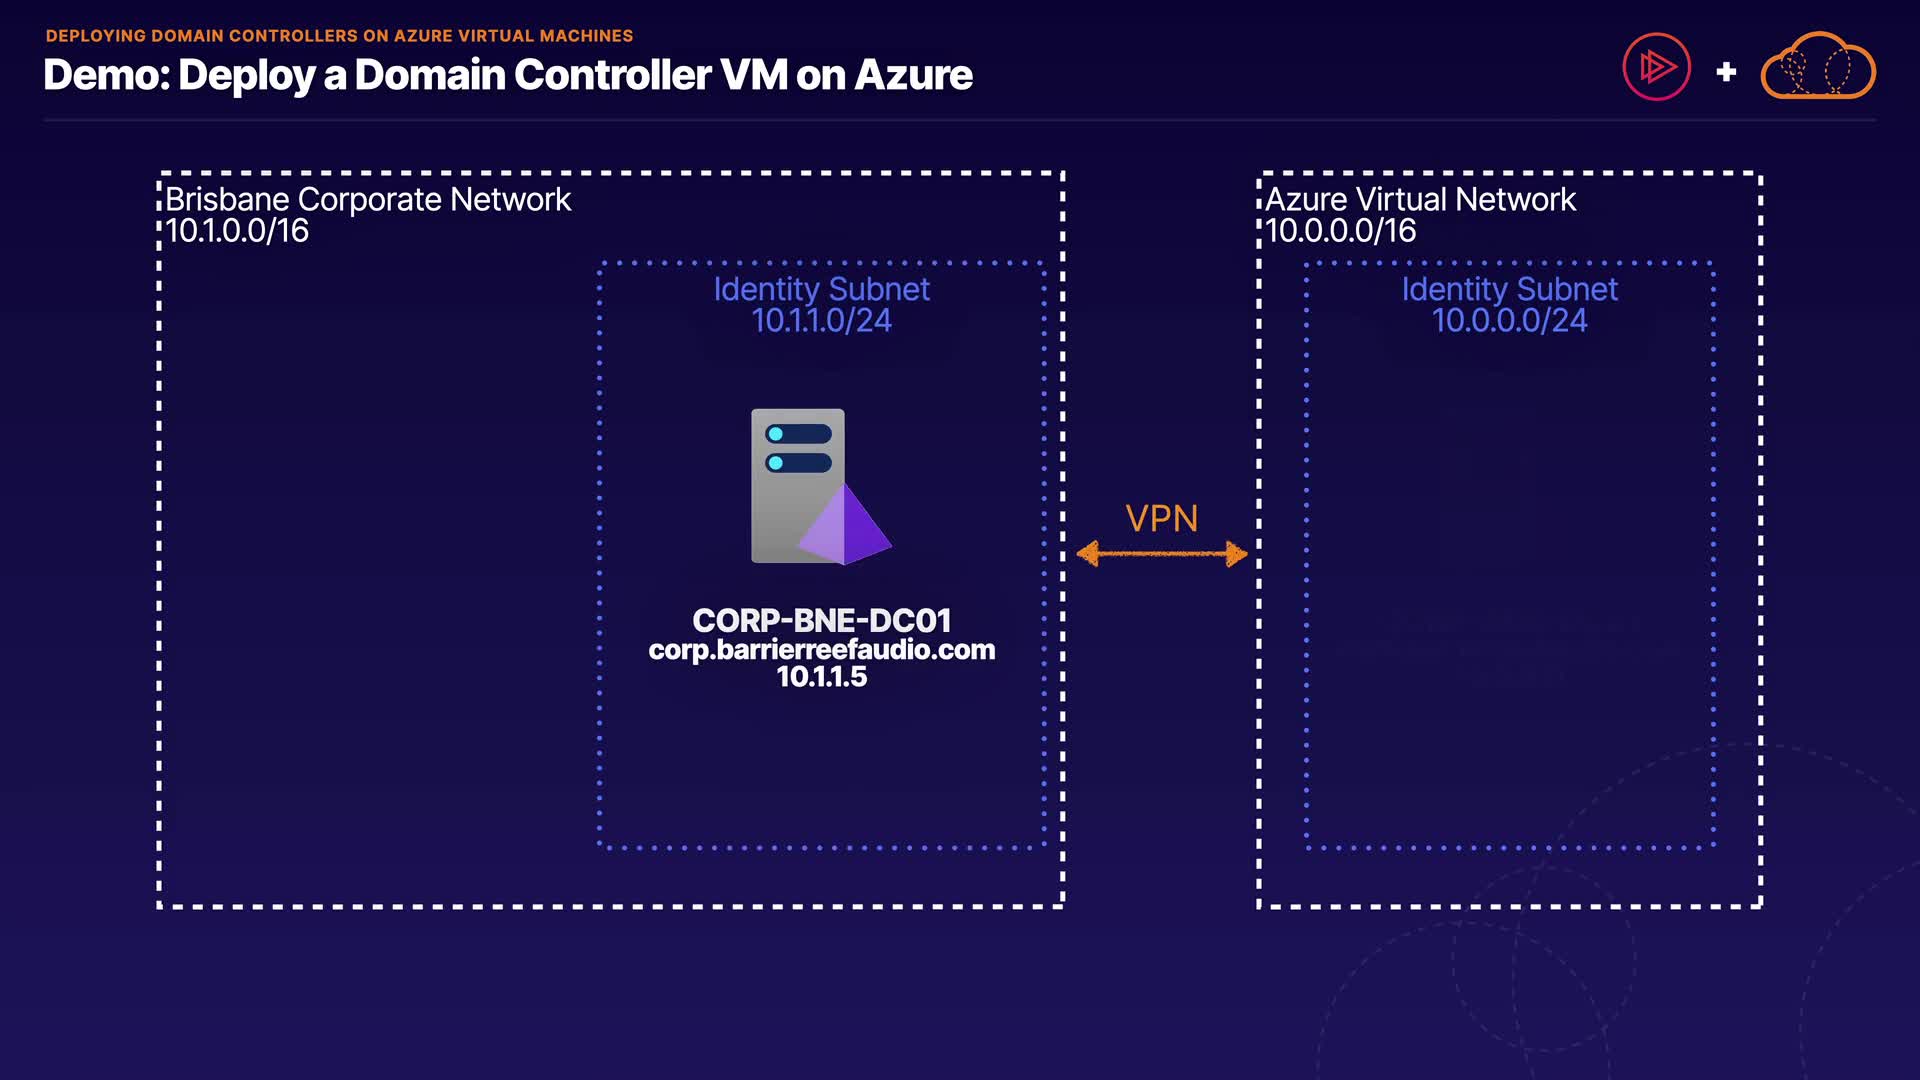 DEPLOYING DOMAIN CONTROLLERS ON AZURE VIRTUAL MACHINES
Demo: Deploy a Domain Controller VM on Azure
Brisbane Corporate Network
10.1.0.0/16
Identity Subnet
10.1.1.0/24
CORP-BNE-DC01
corp.barrierreefaudio.com
10.1.1.5
VPN
Azure Virtual Network
10.0.0.0/16
Identity Subnet
10.0.0.0/24